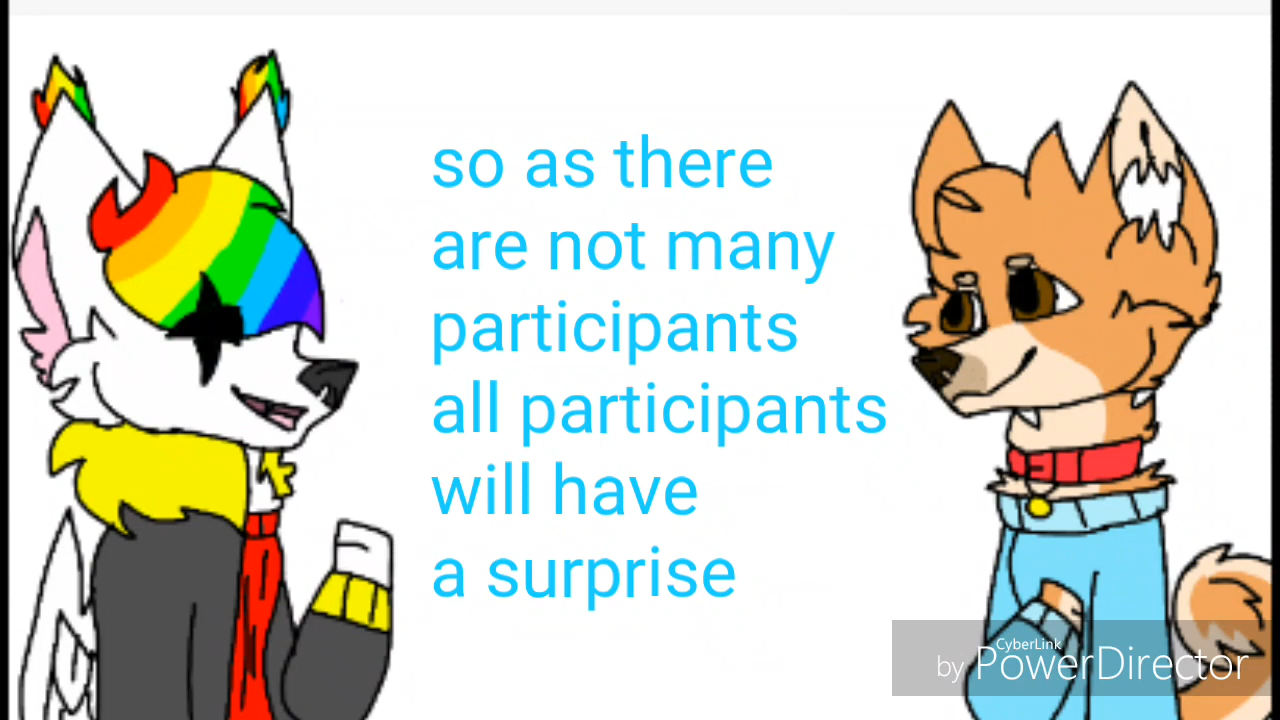 so as there
are not many
participants
all participants
will have
a surprise
CyberLink
by PowerDirector